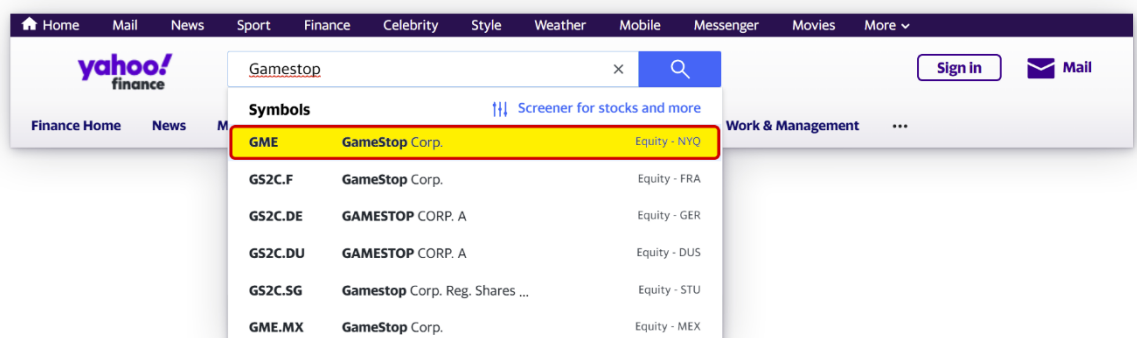 Home Mail News Sport Finance Celebrity Style Weather Mobile Messenger Movies More
yahoo!
finance
Gamestop
Sign in
Mail
Symbols
Screener for stocks and more
Finance Home News M Work & Management ...
GME GameStop Corp. Equity - NYQ
GS2C.F GameStop Corp. Equity - FRA
GS2C.DE GAMESTOP CORP. A Equity - GER
GS2C.DU GAMESTOP CORP. A Equity - DUS
GS2C.SG Gamestop Corp. Reg. Shares ... Equity - STU
GME.MX GameStop Corp. Equity - MEX